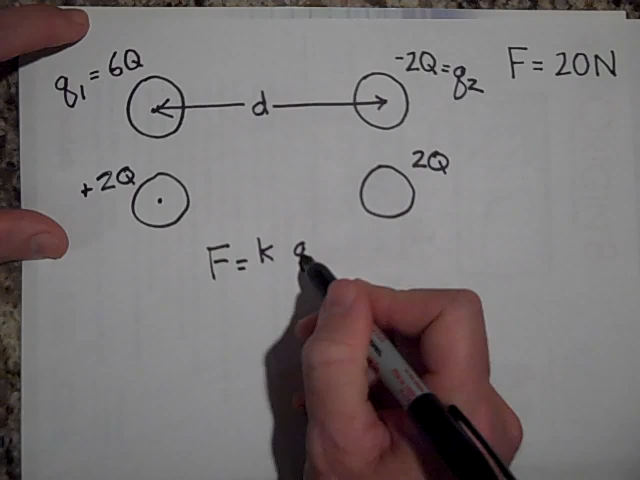 q₁ = 6Q d -2Q = q₂ F = 20N
+2Q 2Q
F = k q